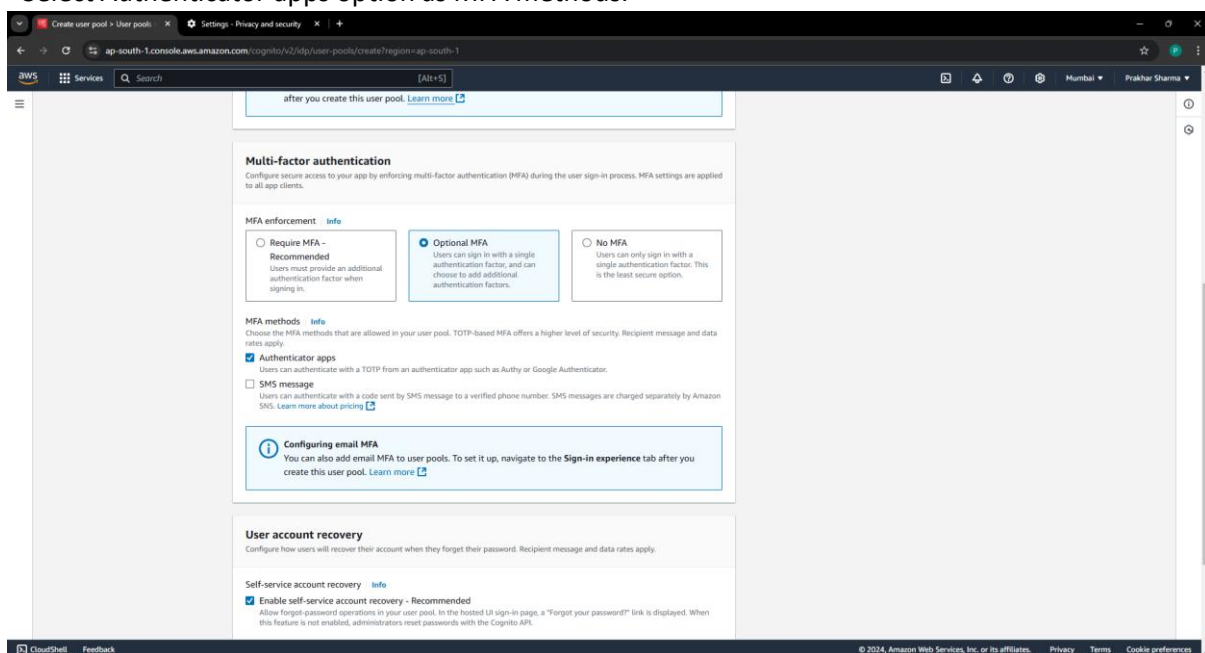 Select Authenticator apps option as MFA methods.
Create user pool > User pools
Settings - Privacy and security
ap-south-1.console.aws.amazon.com/cognito/v2/idp/user-pools/create?region=ap-south-1
aws Services Search [Alt+S] Mumbai Prakhar Sharma
after you create this user pool. Learn more
Multi-factor authentication
Configure secure access to your app by enforcing multi-factor authentication (MFA) during the user sign-in process. MFA settings are applied
to all app clients.
MFA enforcement Info
Require MFA -
Recommended
Users must provide an additional
authentication factor when
signing in.
Optional MFA
Users can sign in with a single
authentication factor, and can
choose to add additional
authentication factors.
No MFA
Users can only sign in with a
single authentication factor. This
is the least secure option.
MFA methods Info
Choose the MFA methods that are allowed in your user pool. TOTP-based MFA offers a higher level of security. Recipient message and data
rates apply.
Authenticator apps
Users can authenticate with a TOTP from an authenticator app such as Authy or Google Authenticator.
SMS message
Users can authenticate with a code sent by SMS message to a verified phone number. SMS messages are charged separately by Amazon
SNS. Learn more about pricing
Configuring email MFA
You can also add email MFA to user pools. To set it up, navigate to the Sign-in experience tab after you
create this user pool. Learn more
User account recovery
Configure how users will recover their account when they forget their password. Recipient message and data rates apply.
Self-service account recovery Info
Enable self-service account recovery - Recommended
Allow forgot-password operations in your user pool. In the hosted UI sign-in page, a "Forgot your password?" link is displayed. When
this feature is not enabled, administrators reset passwords with the Cognito API.
CloudShell Feedback © 2024, Amazon Web Services, Inc. or its affiliates. Privacy Terms Cookie preferences